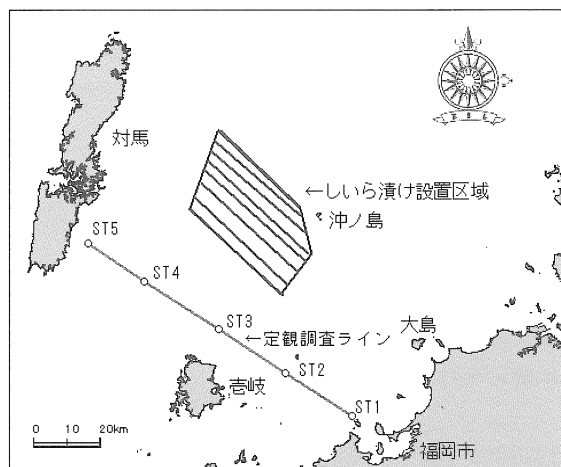 対馬
←しいら漬け設置区域
沖ノ島
ST5
ST4
ST3
←定観調査ライン
大島
ST2
壱岐
ST1
0 10 20km
福岡市